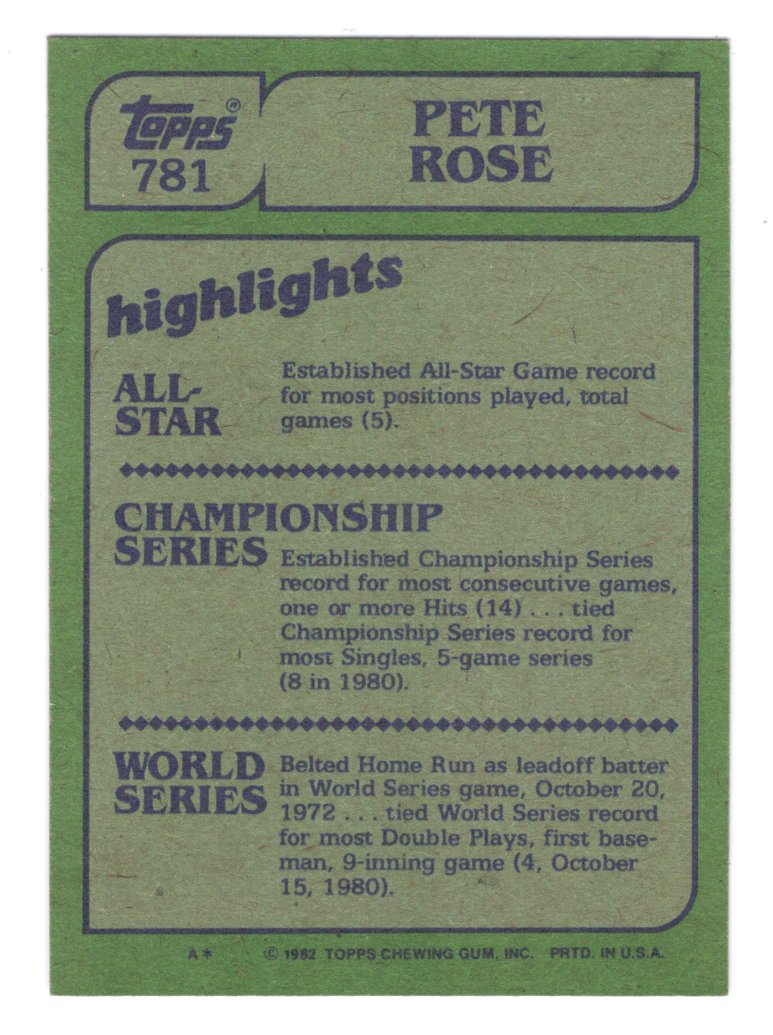 Topps®
781
PETE
ROSE
highlights
ALL-
STAR
Established All-Star Game record
for most positions played, total
games (5).
CHAMPIONSHIP
SERIES
Established Championship Series
record for most consecutive games,
one or more Hits (14) . . . tied
Championship Series record for
most Singles, 5-game series
(8 in 1980).
WORLD
SERIES
Belted Home Run as leadoff batter
in World Series game, October 20,
1972 . . . tied World Series record
for most Double Plays, first base-
man, 9-inning game (4, October
15, 1980).
A* © 1982 TOPPS CHEWING GUM, INC. PRTD. IN U.S.A.